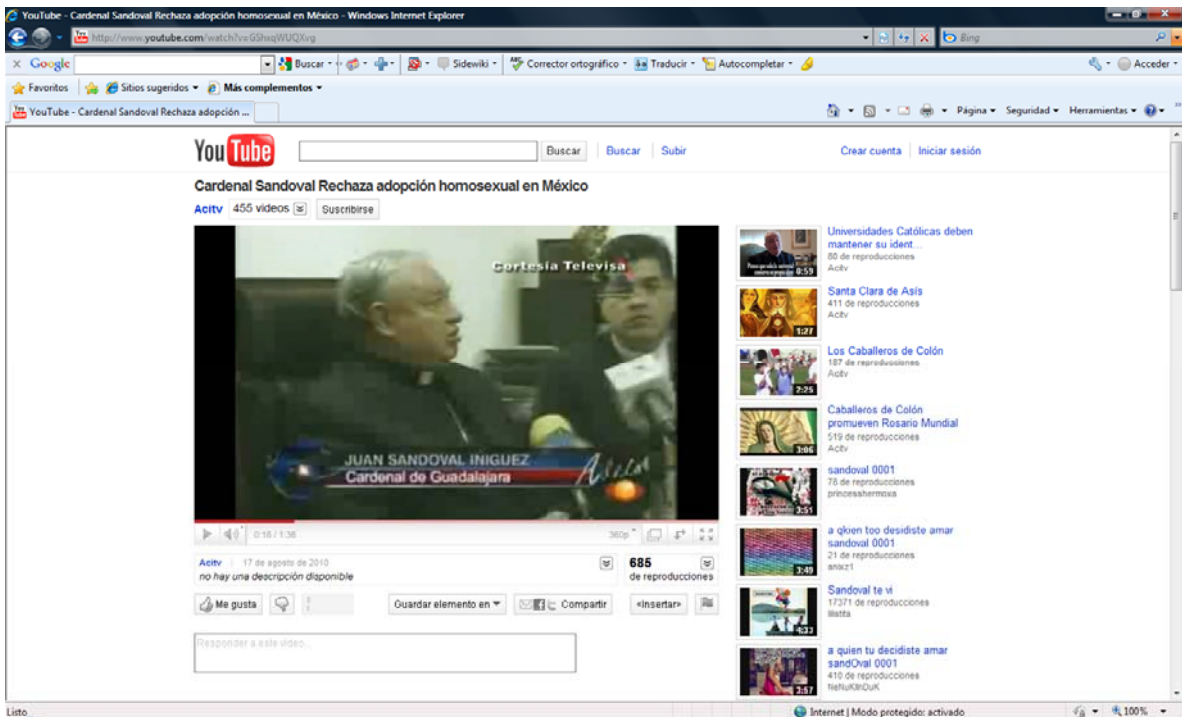 YouTube - Cardenal Sandoval Rechaza adopción homosexual en México - Windows Internet Explorer
http://www.youtube.com/watch?v=GShxqWUQXvg
Bing
Google
Buscar
Sidewiki
Corrector ortográfico
Traducir
Autocompletar
Acceder
Favoritos
Sitios sugeridos
Más complementos
YouTube - Cardenal Sandoval Rechaza adopción ...
Página
Seguridad
Herramientas
YouTube
Buscar
Buscar
Subir
Crear cuenta
Iniciar sesión
Cardenal Sandoval Rechaza adopción homosexual en México
Acitv 455 videos Suscribirse
Cortesía Televisa
JUAN SANDOVAL INIGUEZ
Cardenal de Guadalajara
0:16 / 1:36
360p
Acitv 17 de agosto de 2010
no hay una descripción disponible
685
de reproducciones
Me gusta
Guardar elemento en
Compartir
<Insertar>
Responder a este video...
Universidades Católicas deben
mantener su ident...
80 de reproducciones
Acitv
0:59
Santa Clara de Asís
411 de reproducciones
Acitv
1:27
Los Caballeros de Colón
187 de reproducciones
Acitv
2:25
Caballeros de Colón
promueven Rosario Mundial
519 de reproducciones
Acitv
3:06
sandoval 0001
78 de reproducciones
princesshermoxa
3:51
a qkien too desidiste amar
sandoval 0001
21 de reproducciones
3:49
Sandoval te vi
17371 de reproducciones
4:33
a quien tu decidiste amar
sandOval 0001
410 de reproducciones
NeNuKIInDuK
3:57
Listo
Internet | Modo protegido: activado
100%